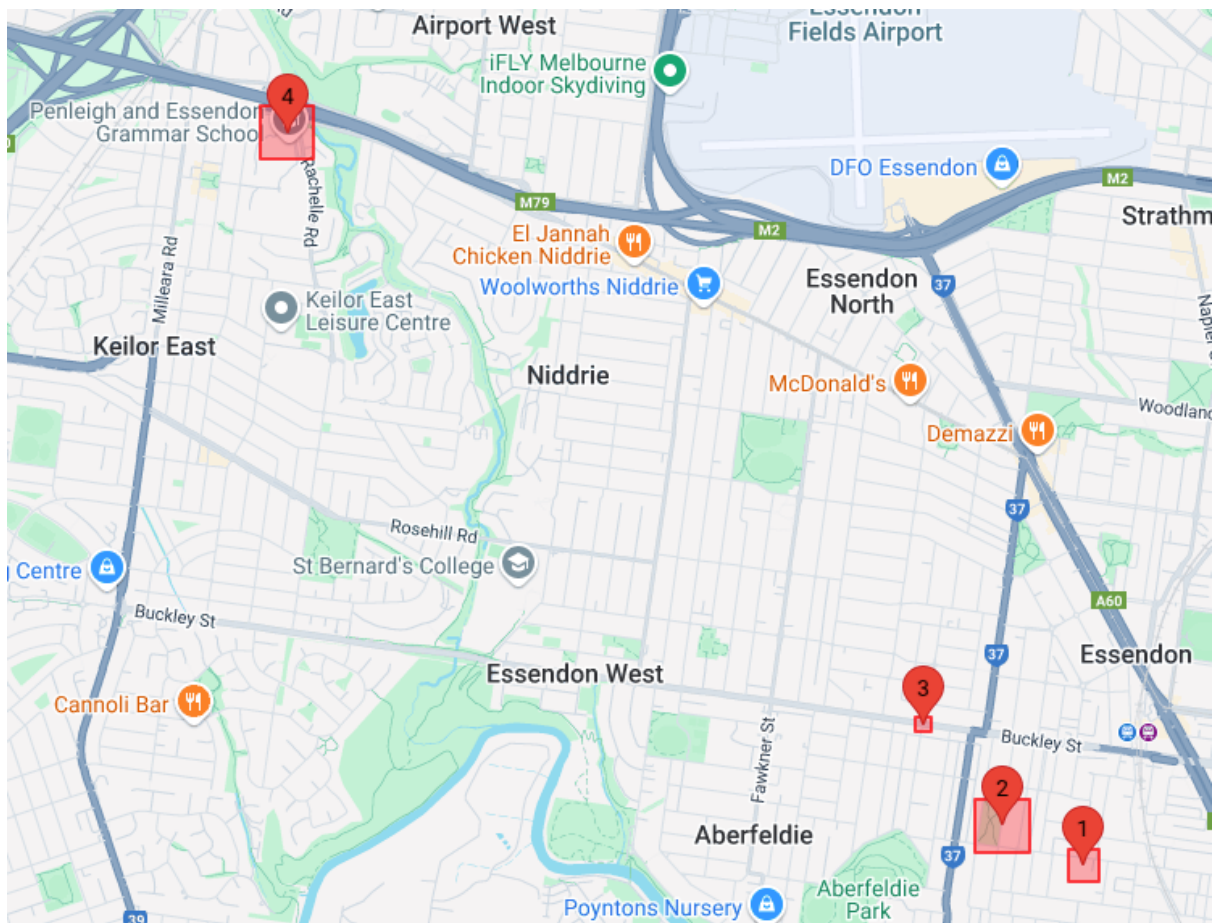 Airport West
Essendon
Fields Airport
iFLY Melbourne
Indoor Skydiving
4
Penleigh and Essendon
Grammar School
Rachelle Rd
DFO Essendon
M2
M79
M2
Strathm
El Jannah
Chicken Niddrie
Essendon
North
37
Woolworths Niddrie
Milleara Rd
Keilor East
Leisure Centre
Napier S
Keilor East
Niddrie
McDonald's
Woodland
Demazzi
37
Rosehill Rd
St Bernard's College
g Centre
A60
Buckley St
37
Essendon
Essendon West
3
Cannoli Bar
Fawkner St
Buckley St
2
Aberfeldie
1
37
Aberfeldie
Park
Poyntons Nursery
39